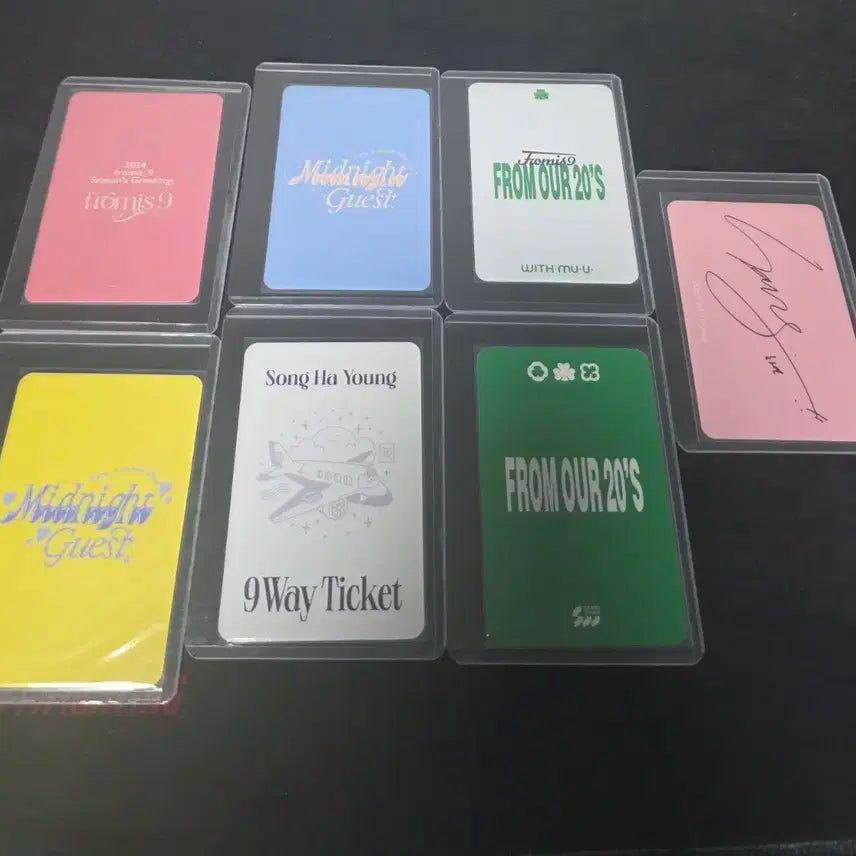 2024
fromis_9
Season's Greetings
fromis_9
Midnight
Guest
fromis_9
FROM OUR 20'S
WITH·MU·U·
Midnight
Guest
Song Ha Young
9 Way Ticket
FROM OUR 20'S